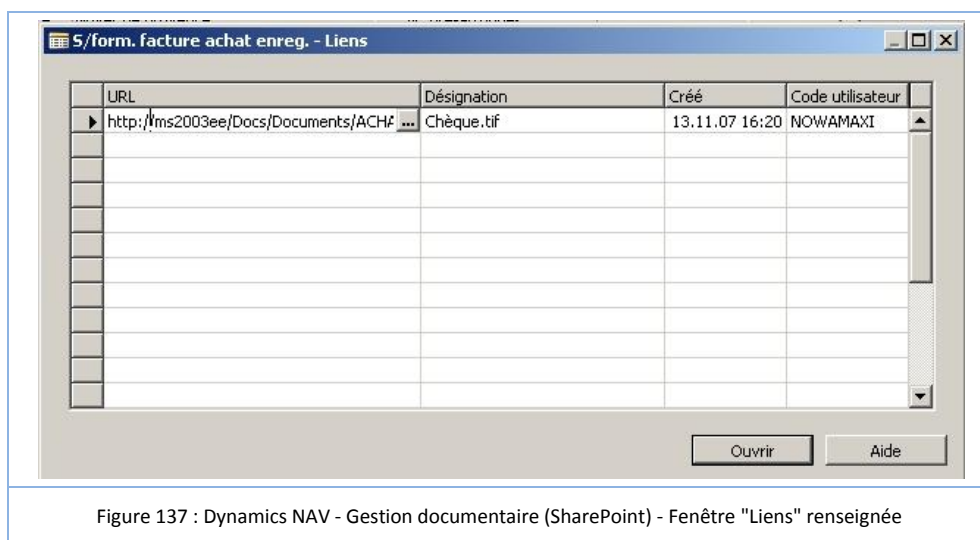 S/form. facture achat enreg. - Liens
URL Désignation Créé Code utilisateur
http://ms2003ee/Docs/Documents/ACHA ... Chèque.tif 13.11.07 16:20 NOWAMAXI
Ouvrir Aide
Figure 137 : Dynamics NAV - Gestion documentaire (SharePoint) - Fenêtre "Liens" renseignée